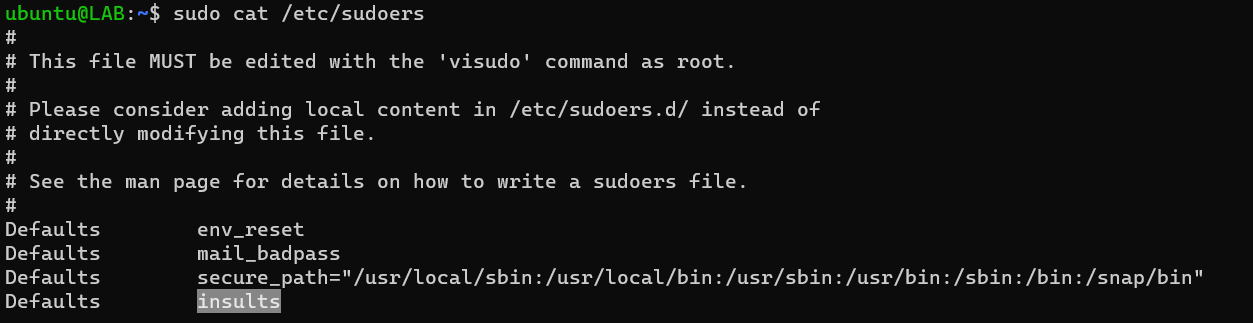 ubuntu@LAB:~$ sudo cat /etc/sudoers
#
# This file MUST be edited with the 'visudo' command as root.
#
# Please consider adding local content in /etc/sudoers.d/ instead of
# directly modifying this file.
#
# See the man page for details on how to write a sudoers file.
#
Defaults        env_reset
Defaults        mail_badpass
Defaults        secure_path="/usr/local/sbin:/usr/local/bin:/usr/sbin:/usr/bin:/sbin:/bin:/snap/bin"
Defaults        insults